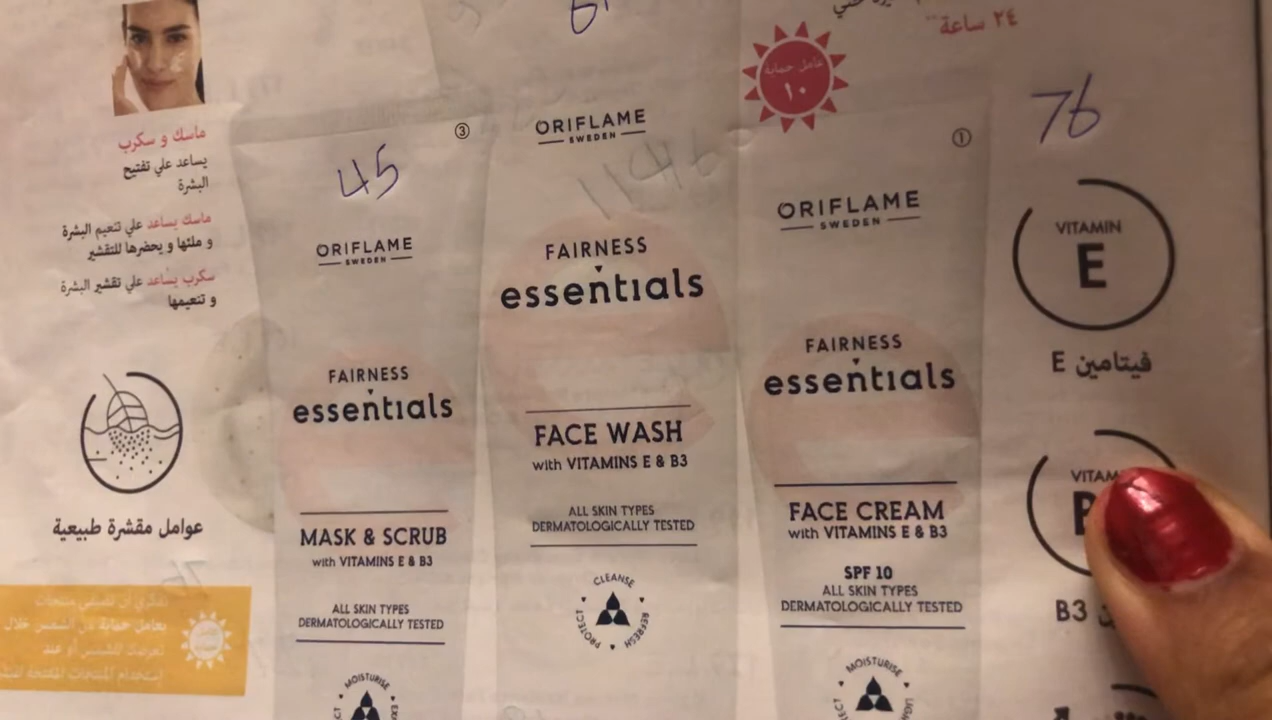 ٢٤ ساعة
عامل حماية
١٠
76
ماسك و سكرب
يساعد علي تفتيح
البشرة
ماسك يساعد علي تنعيم البشرة
و ملئها و يحضرها للتقشير
سكرب يساعد علي تقشير البشرة
و تنعيمها
عوامل مقشرة طبيعية
③
45
ORIFLAME
SWEDEN
FAIRNESS
essentials
MASK & SCRUB
with VITAMINS E & B3
ALL SKIN TYPES
DERMATOLOGICALLY TESTED
MOISTURISE
ORIFLAME
SWEDEN
1146
FAIRNESS
essentials
FACE WASH
with VITAMINS E & B3
ALL SKIN TYPES
DERMATOLOGICALLY TESTED
CLEANSE
REFRESH
PROTECT
①
ORIFLAME
SWEDEN
FAIRNESS
essentials
FACE CREAM
with VITAMINS E & B3
SPF 10
ALL SKIN TYPES
DERMATOLOGICALLY TESTED
MOISTURISE
VITAMIN
E
فيتامين E
B3